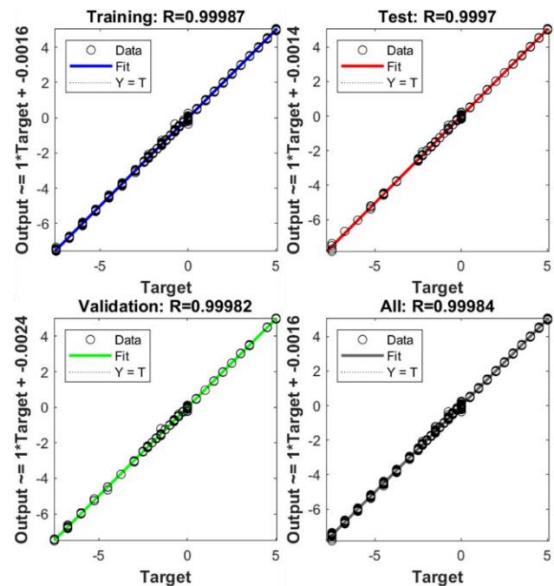 Training: R=0.99987
Output ~= 1*Target + -0.0016
4
2
0
-2
-4
-6
Data
Fit
Y = T
-5
0
5
Target
Test: R=0.9997
Output ~= 1*Target + -0.0014
4
2
0
-2
-4
-6
Data
Fit
Y = T
-5
0
5
Target
Validation: R=0.99982
Output ~= 1*Target + -0.0024
4
2
0
-2
-4
-6
Data
Fit
Y = T
-5
0
5
Target
All: R=0.99984
Output ~= 1*Target + -0.0016
4
2
0
-2
-4
-6
Data
Fit
Y = T
-5
0
5
Target